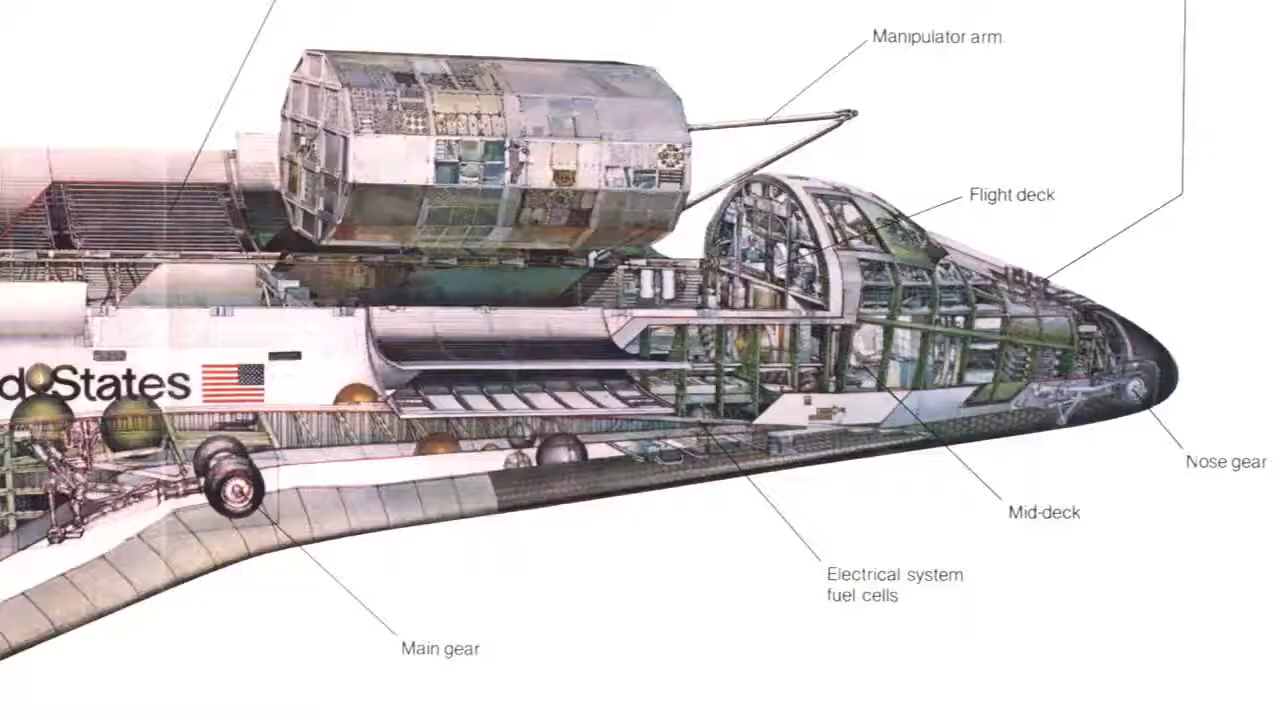 Manipulator arm
Flight deck
d States
Nose gear
Mid-deck
Electrical system
fuel cells
Main gear